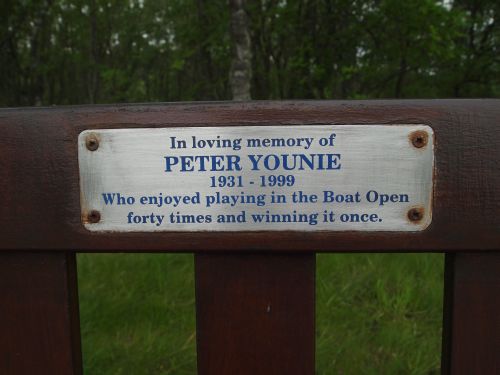 In loving memory of
PETER YOUNIE
1931 - 1999
Who enjoyed playing in the Boat Open
forty times and winning it once.